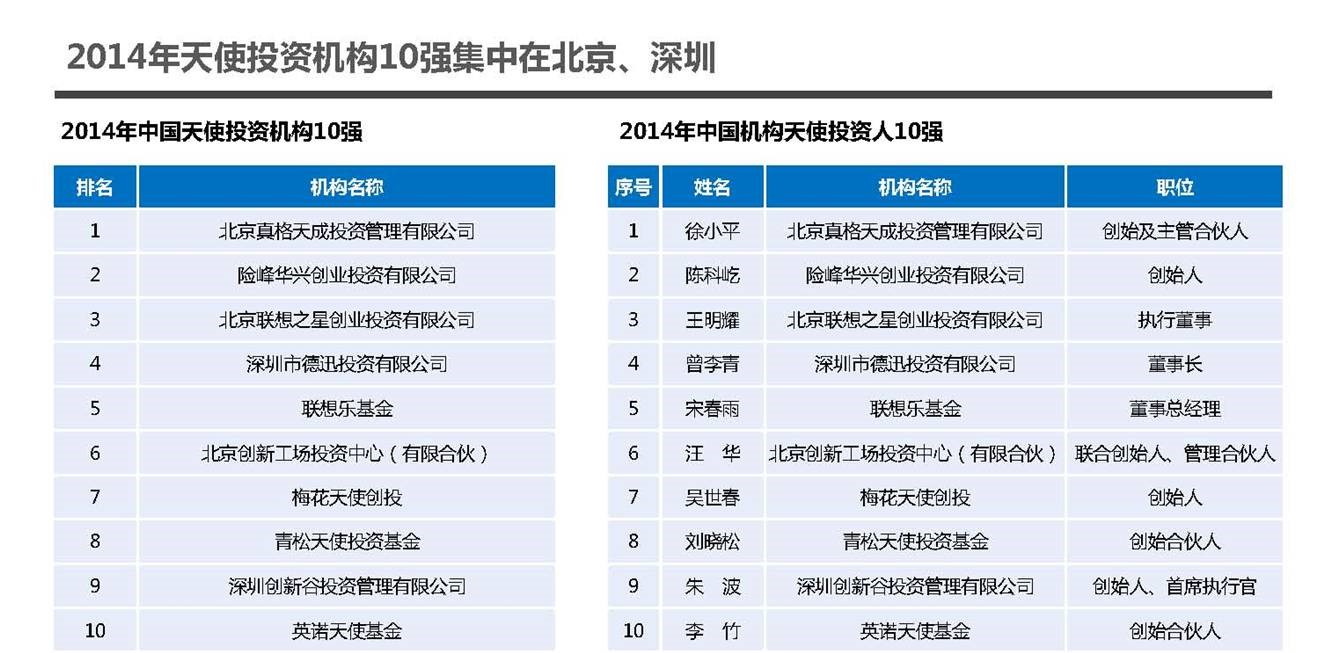 2014年天使投资机构10强集中在北京、深圳
2014年中国天使投资机构10强
排名 机构名称
1 北京真格天成投资管理有限公司
2 险峰华兴创业投资有限公司
3 北京联想之星创业投资有限公司
4 深圳市德迅投资有限公司
5 联想乐基金
6 北京创新工场投资中心（有限合伙）
7 梅花天使创投
8 青松天使投资基金
9 深圳创新谷投资管理有限公司
10 英诺天使基金
2014年中国机构天使投资人10强
序号 姓名 机构名称 职位
1 徐小平 北京真格天成投资管理有限公司 创始及主管合伙人
2 陈科屹 险峰华兴创业投资有限公司 创始人
3 王明耀 北京联想之星创业投资有限公司 执行董事
4 曾李青 深圳市德迅投资有限公司 董事长
5 宋春雨 联想乐基金 董事总经理
6 汪 华 北京创新工场投资中心（有限合伙） 联合创始人、管理合伙人
7 吴世春 梅花天使创投 创始人
8 刘晓松 青松天使投资基金 创始合伙人
9 朱 波 深圳创新谷投资管理有限公司 创始人、首席执行官
10 李 竹 英诺天使基金 创始合伙人